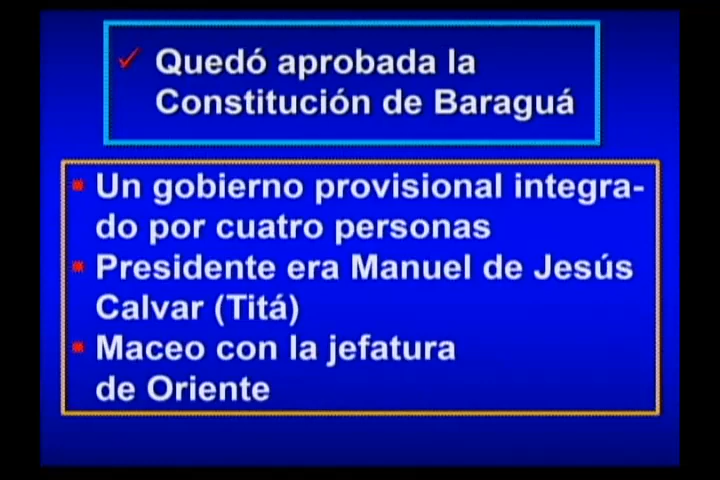 Quedó aprobada la
Constitución de Baraguá
Un gobierno provisional integra-
do por cuatro personas
Presidente era Manuel de Jesús
Calvar (Titá)
Maceo con la jefatura
de Oriente